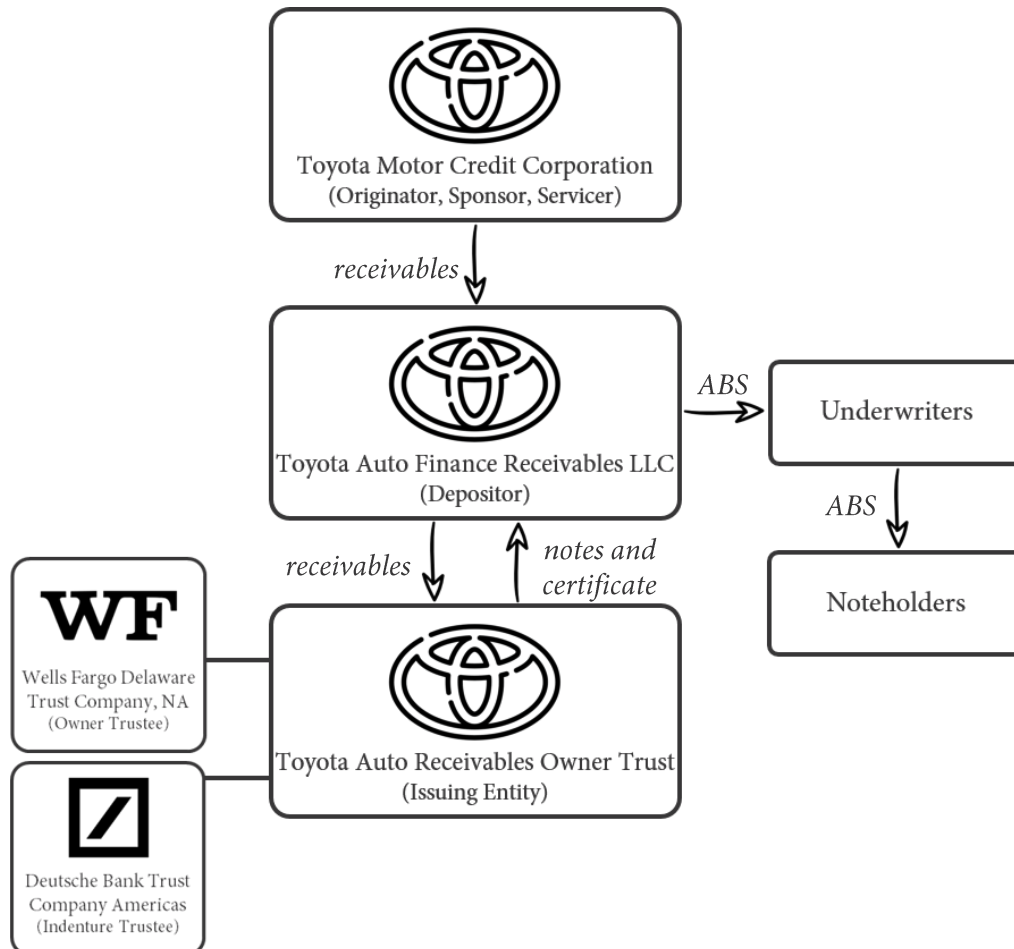 Toyota Motor Credit Corporation
(Originator, Sponsor, Servicer)
receivables
Toyota Auto Finance Receivables LLC
(Depositor)
ABS
Underwriters
ABS
Noteholders
receivables
notes and
certificate
WF
Wells Fargo Delaware
Trust Company, NA
(Owner Trustee)
Toyota Auto Receivables Owner Trust
(Issuing Entity)
Deutsche Bank Trust
Company Americas
(Indenture Trustee)